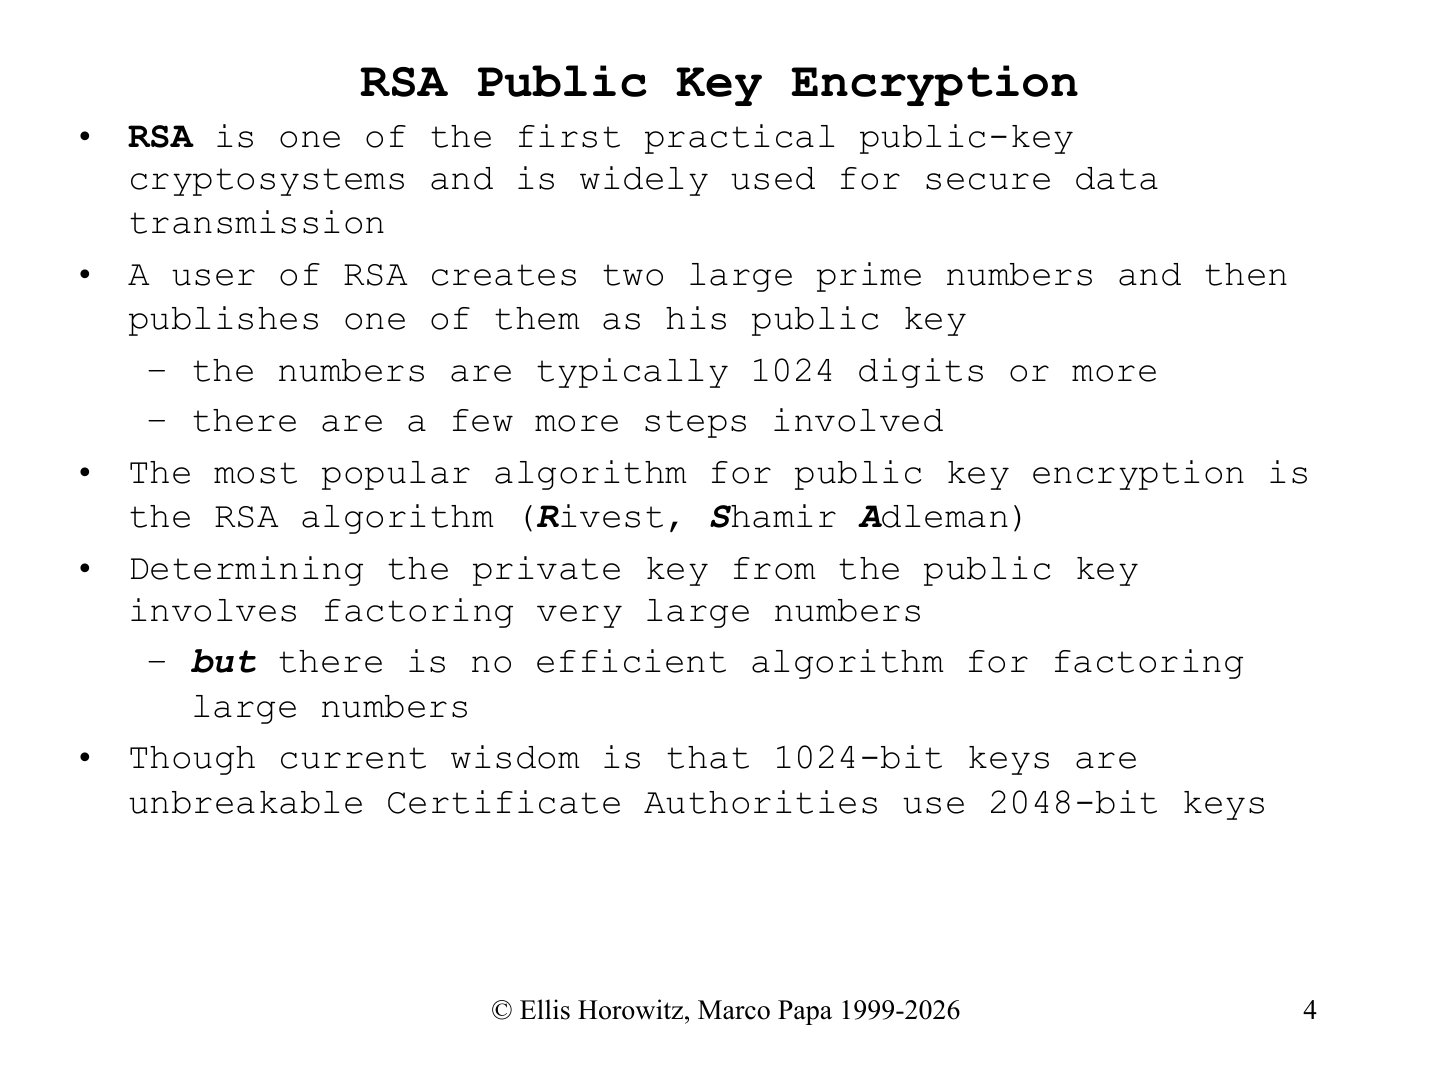 RSA Public Key Encryption
• RSA is one of the first practical public-key
cryptosystems and is widely used for secure data
transmission
• A user of RSA creates two large prime numbers and then
publishes one of them as his public key
– the numbers are typically 1024 digits or more
– there are a few more steps involved
• The most popular algorithm for public key encryption is
the RSA algorithm (Rivest, Shamir Adleman)
• Determining the private key from the public key
involves factoring very large numbers
– but there is no efficient algorithm for factoring
large numbers
• Though current wisdom is that 1024-bit keys are
unbreakable Certificate Authorities use 2048-bit keys
© Ellis Horowitz, Marco Papa 1999-2026
4